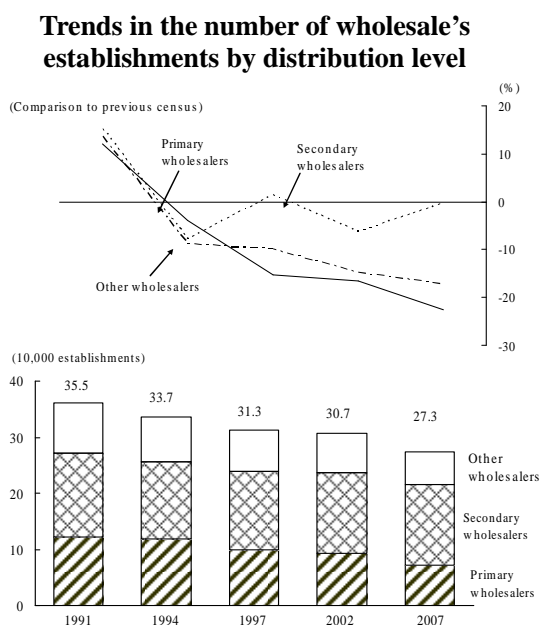 Trends in the number of wholesale's
establishments by distribution level
(%)
(Comparison to previous census)
20
Primary
wholesalers
Secondary
wholesalers
10
0
-10
Other wholesalers
-20
-30
(10,000 establishments)
40
35.5
33.7
31.3
30.7
27.3
30
Other
wholesalers
20
Secondary
wholesalers
10
Primary
wholesalers
0
1991
1994
1997
2002
2007